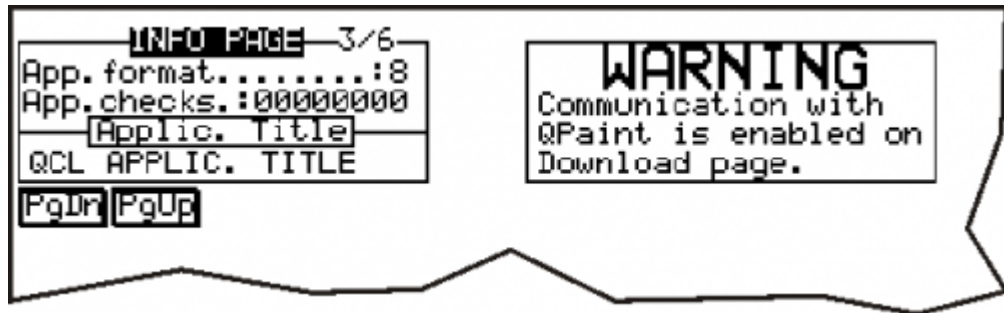 INFO PAGE 3/6
App.format........:8
App.checks.:00000000
Applic. Title
QCL APPLIC. TITLE
PgDn PgUp
WARNING
Communication with
QPaint is enabled on
Download page.